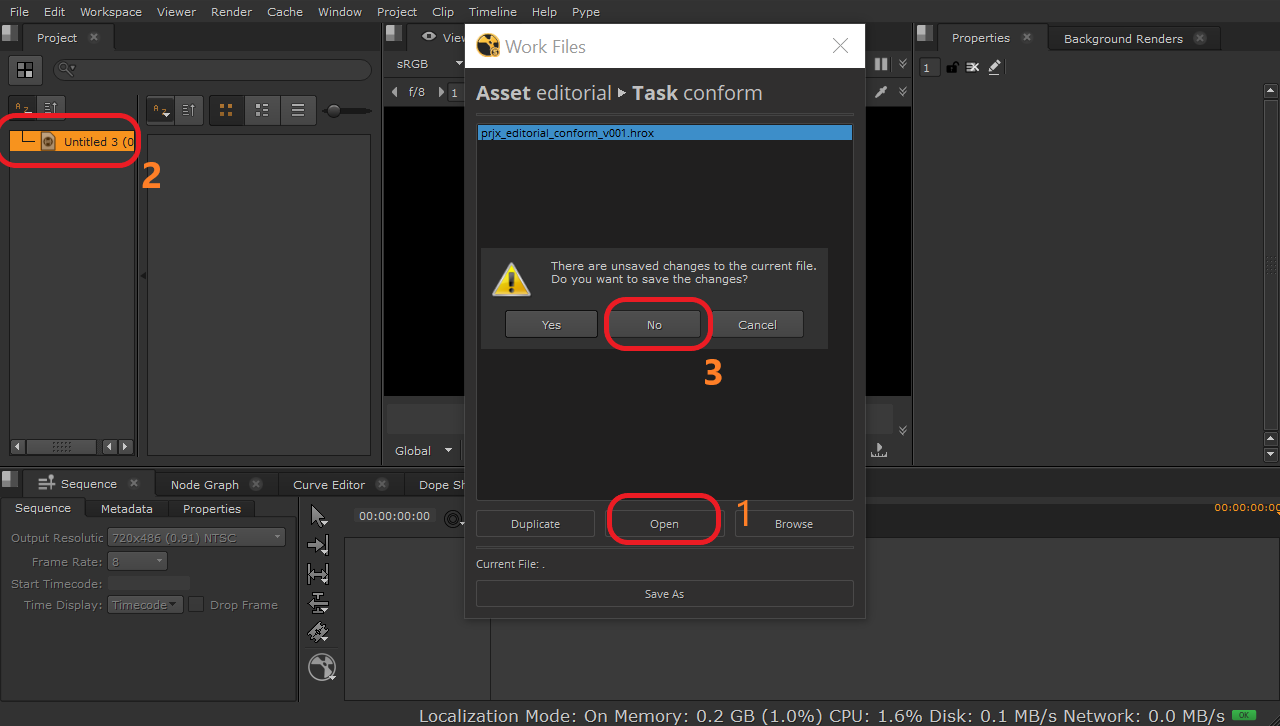 File Edit Workspace Viewer Render Cache Window Project Clip Timeline Help Pype
Project
sRGB
f/8 1
Untitled 3 (0
2
Work Files
Asset editorial ▸ Task conform
prjx_editorial_conform_v001.hrox
There are unsaved changes to the current file.
Do you want to save the changes?
Yes No Cancel
3
Duplicate Open Browse
1
Current File: .
Save As
Properties Background Renders
1
Global
Sequence Node Graph Curve Editor Dope Sh
Sequence Metadata Properties
Output Resolutic 720x486 (0.91) NTSC
Frame Rate: 8
Start Timecode:
Time Display: Timecode Drop Frame
00:00:00:00
00:00:00:00
Localization Mode: On Memory: 0.2 GB (1.0%) CPU: 1.6% Disk: 0.1 MB/s Network: 0.0 MB/s OK